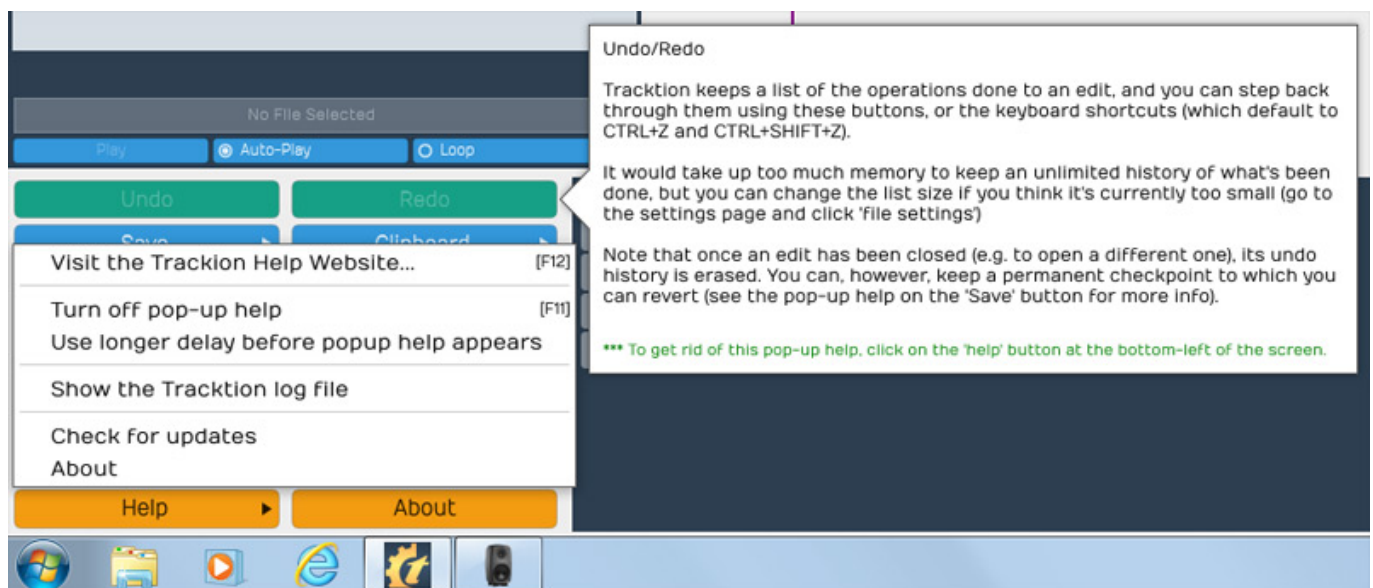 No File Selected
Play
Auto-Play
Loop
Undo
Redo
Save
Clipboard
Visit the Trackion Help Website... [F12]
Turn off pop-up help [F11]
Use longer delay before popup help appears
Show the Tracktion log file
Check for updates
About
Help
About
Undo/Redo
Tracktion keeps a list of the operations done to an edit, and you can step back
through them using these buttons, or the keyboard shortcuts (which default to
CTRL+Z and CTRL+SHIFT+Z).
It would take up too much memory to keep an unlimited history of what's been
done, but you can change the list size if you think it's currently too small (go to
the settings page and click 'file settings')
Note that once an edit has been closed (e.g. to open a different one), its undo
history is erased. You can, however, keep a permanent checkpoint to which you
can revert (see the pop-up help on the 'Save' button for more info).
*** To get rid of this pop-up help, click on the 'help' button at the bottom-left of the screen.